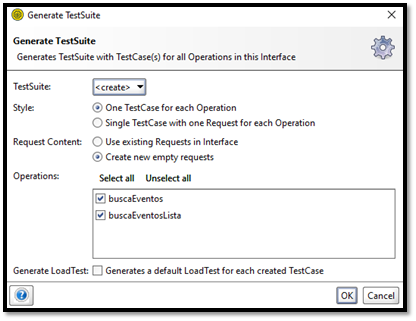 Generate TestSuite
Generate TestSuite
Generates TestSuite with TestCase(s) for all Operations in this Interface
TestSuite: <create>
Style: One TestCase for each Operation
Single TestCase with one Request for each Operation
Request Content: Use existing Requests in Interface
Create new empty requests
Operations: Select all Unselect all
buscaEventos
buscaEventosLista
Generate LoadTest: Generates a default LoadTest for each created TestCase
? OK Cancel